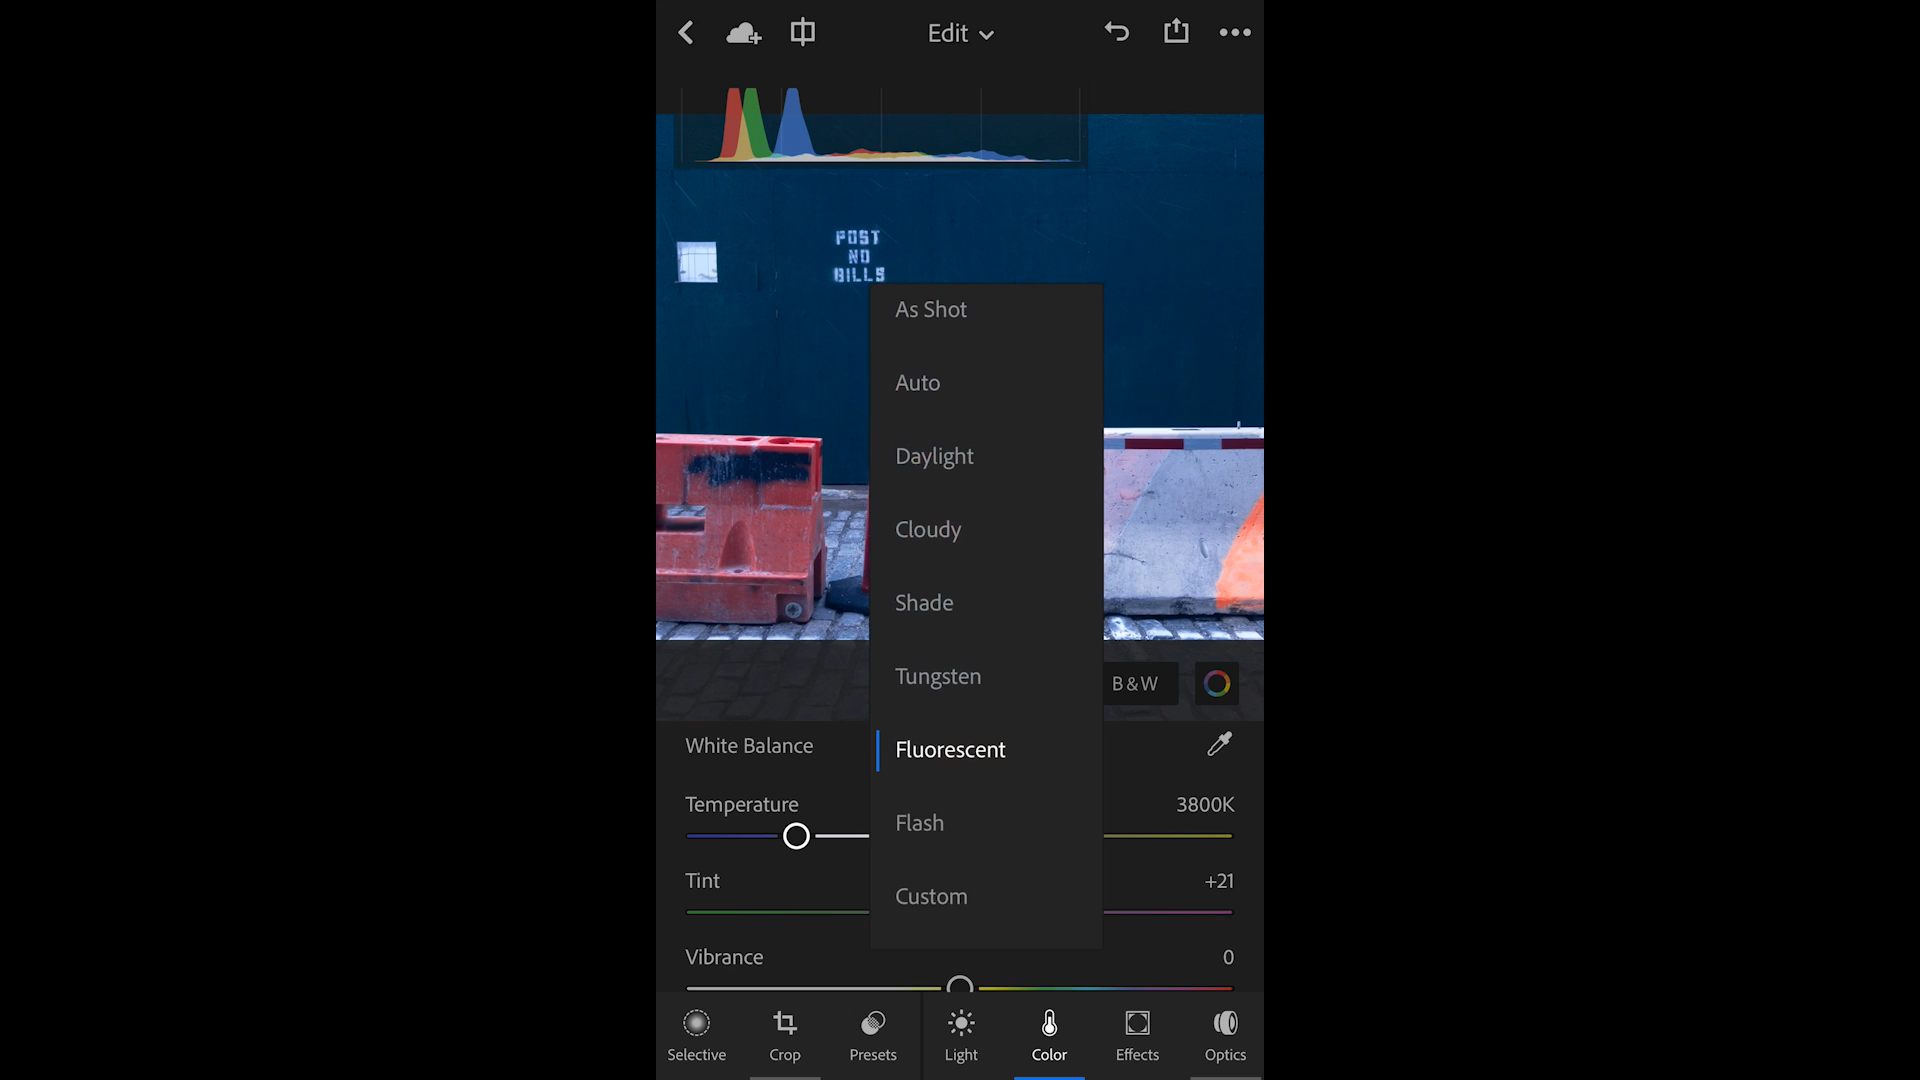 Edit
POST
NO
BILLS
As Shot
Auto
Daylight
Cloudy
Shade
Tungsten
B&W
White Balance
Fluorescent
Temperature
3800K
Flash
Tint
+21
Custom
Vibrance
0
Selective
Crop
Presets
Light
Color
Effects
Optics